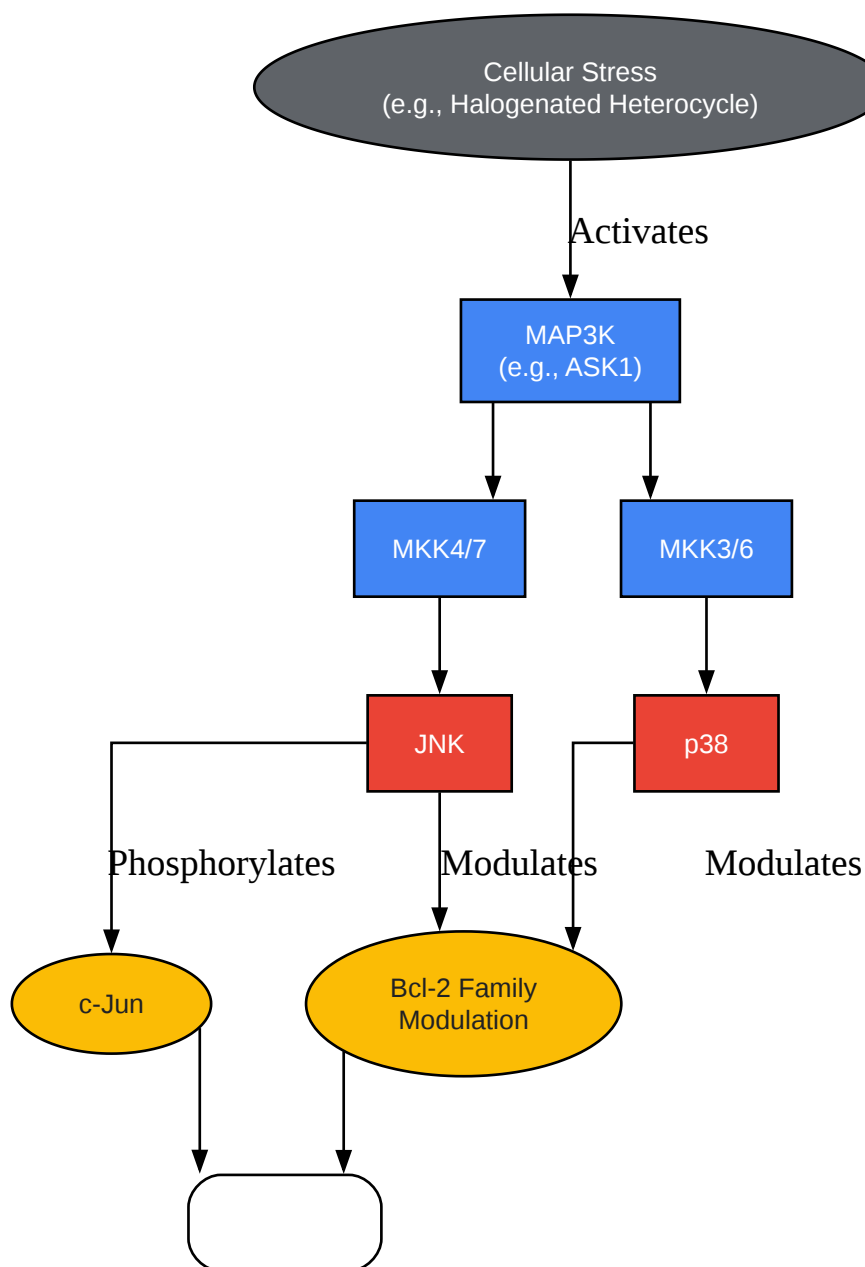 Cellular Stress
(e.g., Halogenated Heterocycle)
Activates
MAP3K
(e.g., ASK1)
MKK4/7
MKK3/6
JNK
p38
Phosphorylates
Modulates
Modulates
c-Jun
Bcl-2 Family
Modulation